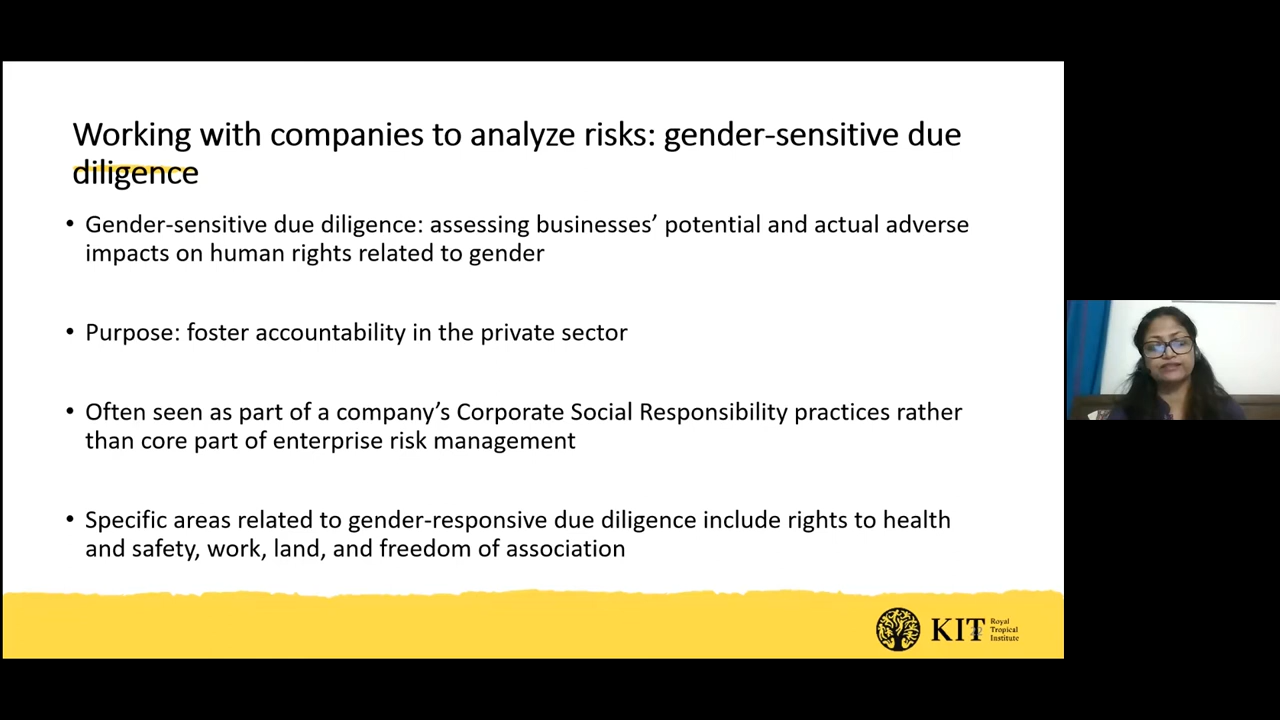 Working with companies to analyze risks: gender-sensitive due
diligence
• Gender-sensitive due diligence: assessing businesses’ potential and actual adverse
impacts on human rights related to gender
• Purpose: foster accountability in the private sector
• Often seen as part of a company’s Corporate Social Responsibility practices rather
than core part of enterprise risk management
• Specific areas related to gender-responsive due diligence include rights to health
and safety, work, land, and freedom of association
KIT
Royal
Tropical
Institute